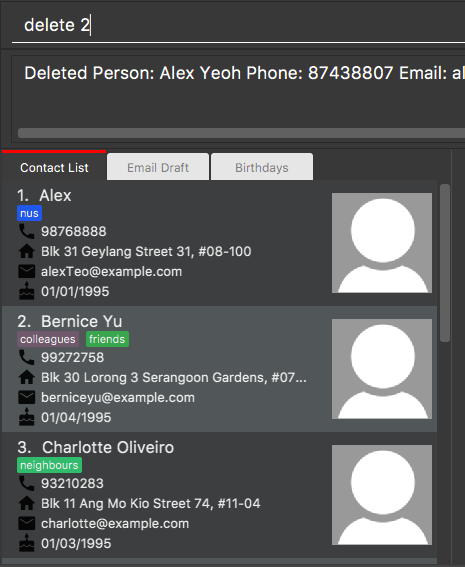 delete 2
Deleted Person: Alex Yeoh Phone: 87438807 Email: al
Contact List Email Draft Birthdays
1. Alex
nus
98768888
Blk 31 Geylang Street 31, #08-100
alexTeo@example.com
01/01/1995
2. Bernice Yu
colleagues friends
99272758
Blk 30 Lorong 3 Serangoon Gardens, #07...
berniceyu@example.com
01/04/1995
3. Charlotte Oliveiro
neighbours
93210283
Blk 11 Ang Mo Kio Street 74, #11-04
charlotte@example.com
01/03/1995